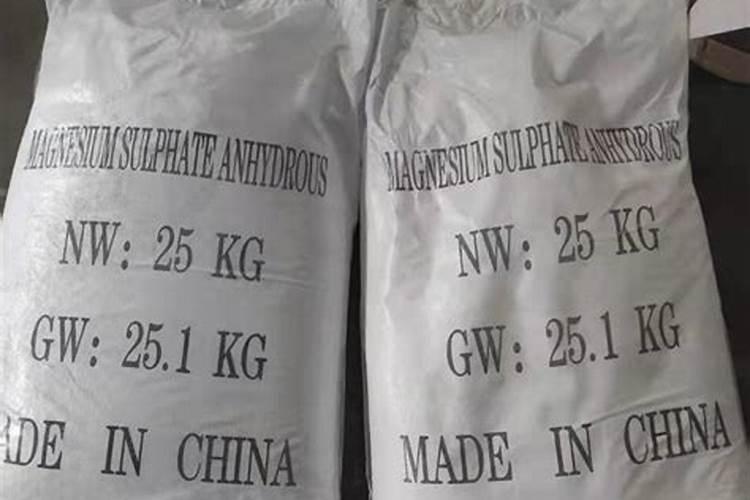 MAGNESIUM SULPHATE ANHYDROUS
NW: 25 KG
GW: 25.1 KG
ADE IN CHINA
MAGNESIUM SULPHATE ANHYDROUS
NW: 25 KG
GW: 25.1 KG
MADE IN CHINA